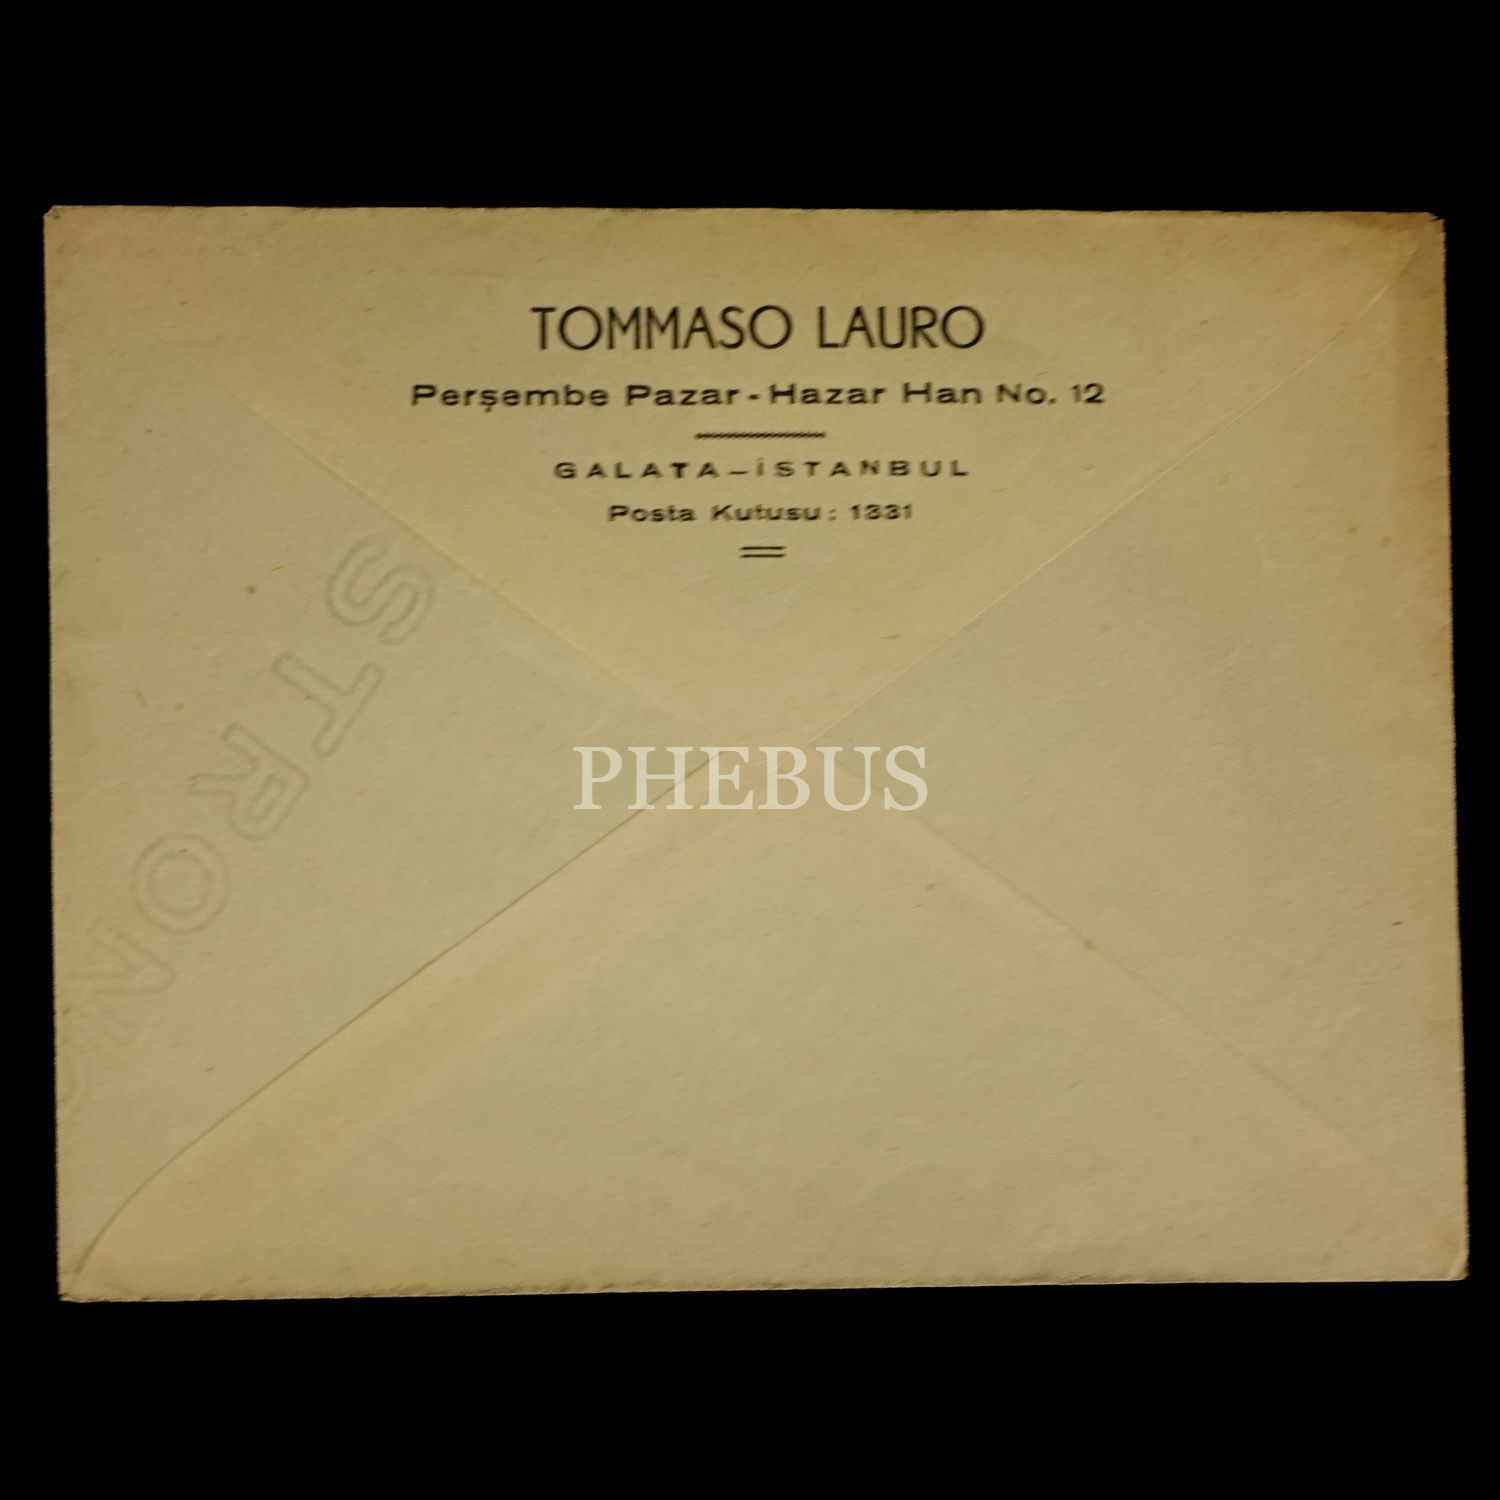 TOMMASO LAURO
Perşembe Pazar - Hazar Han No. 12
GALATA – İSTANBUL
Posta Kutusu : 1331
STRON
PHEBUS